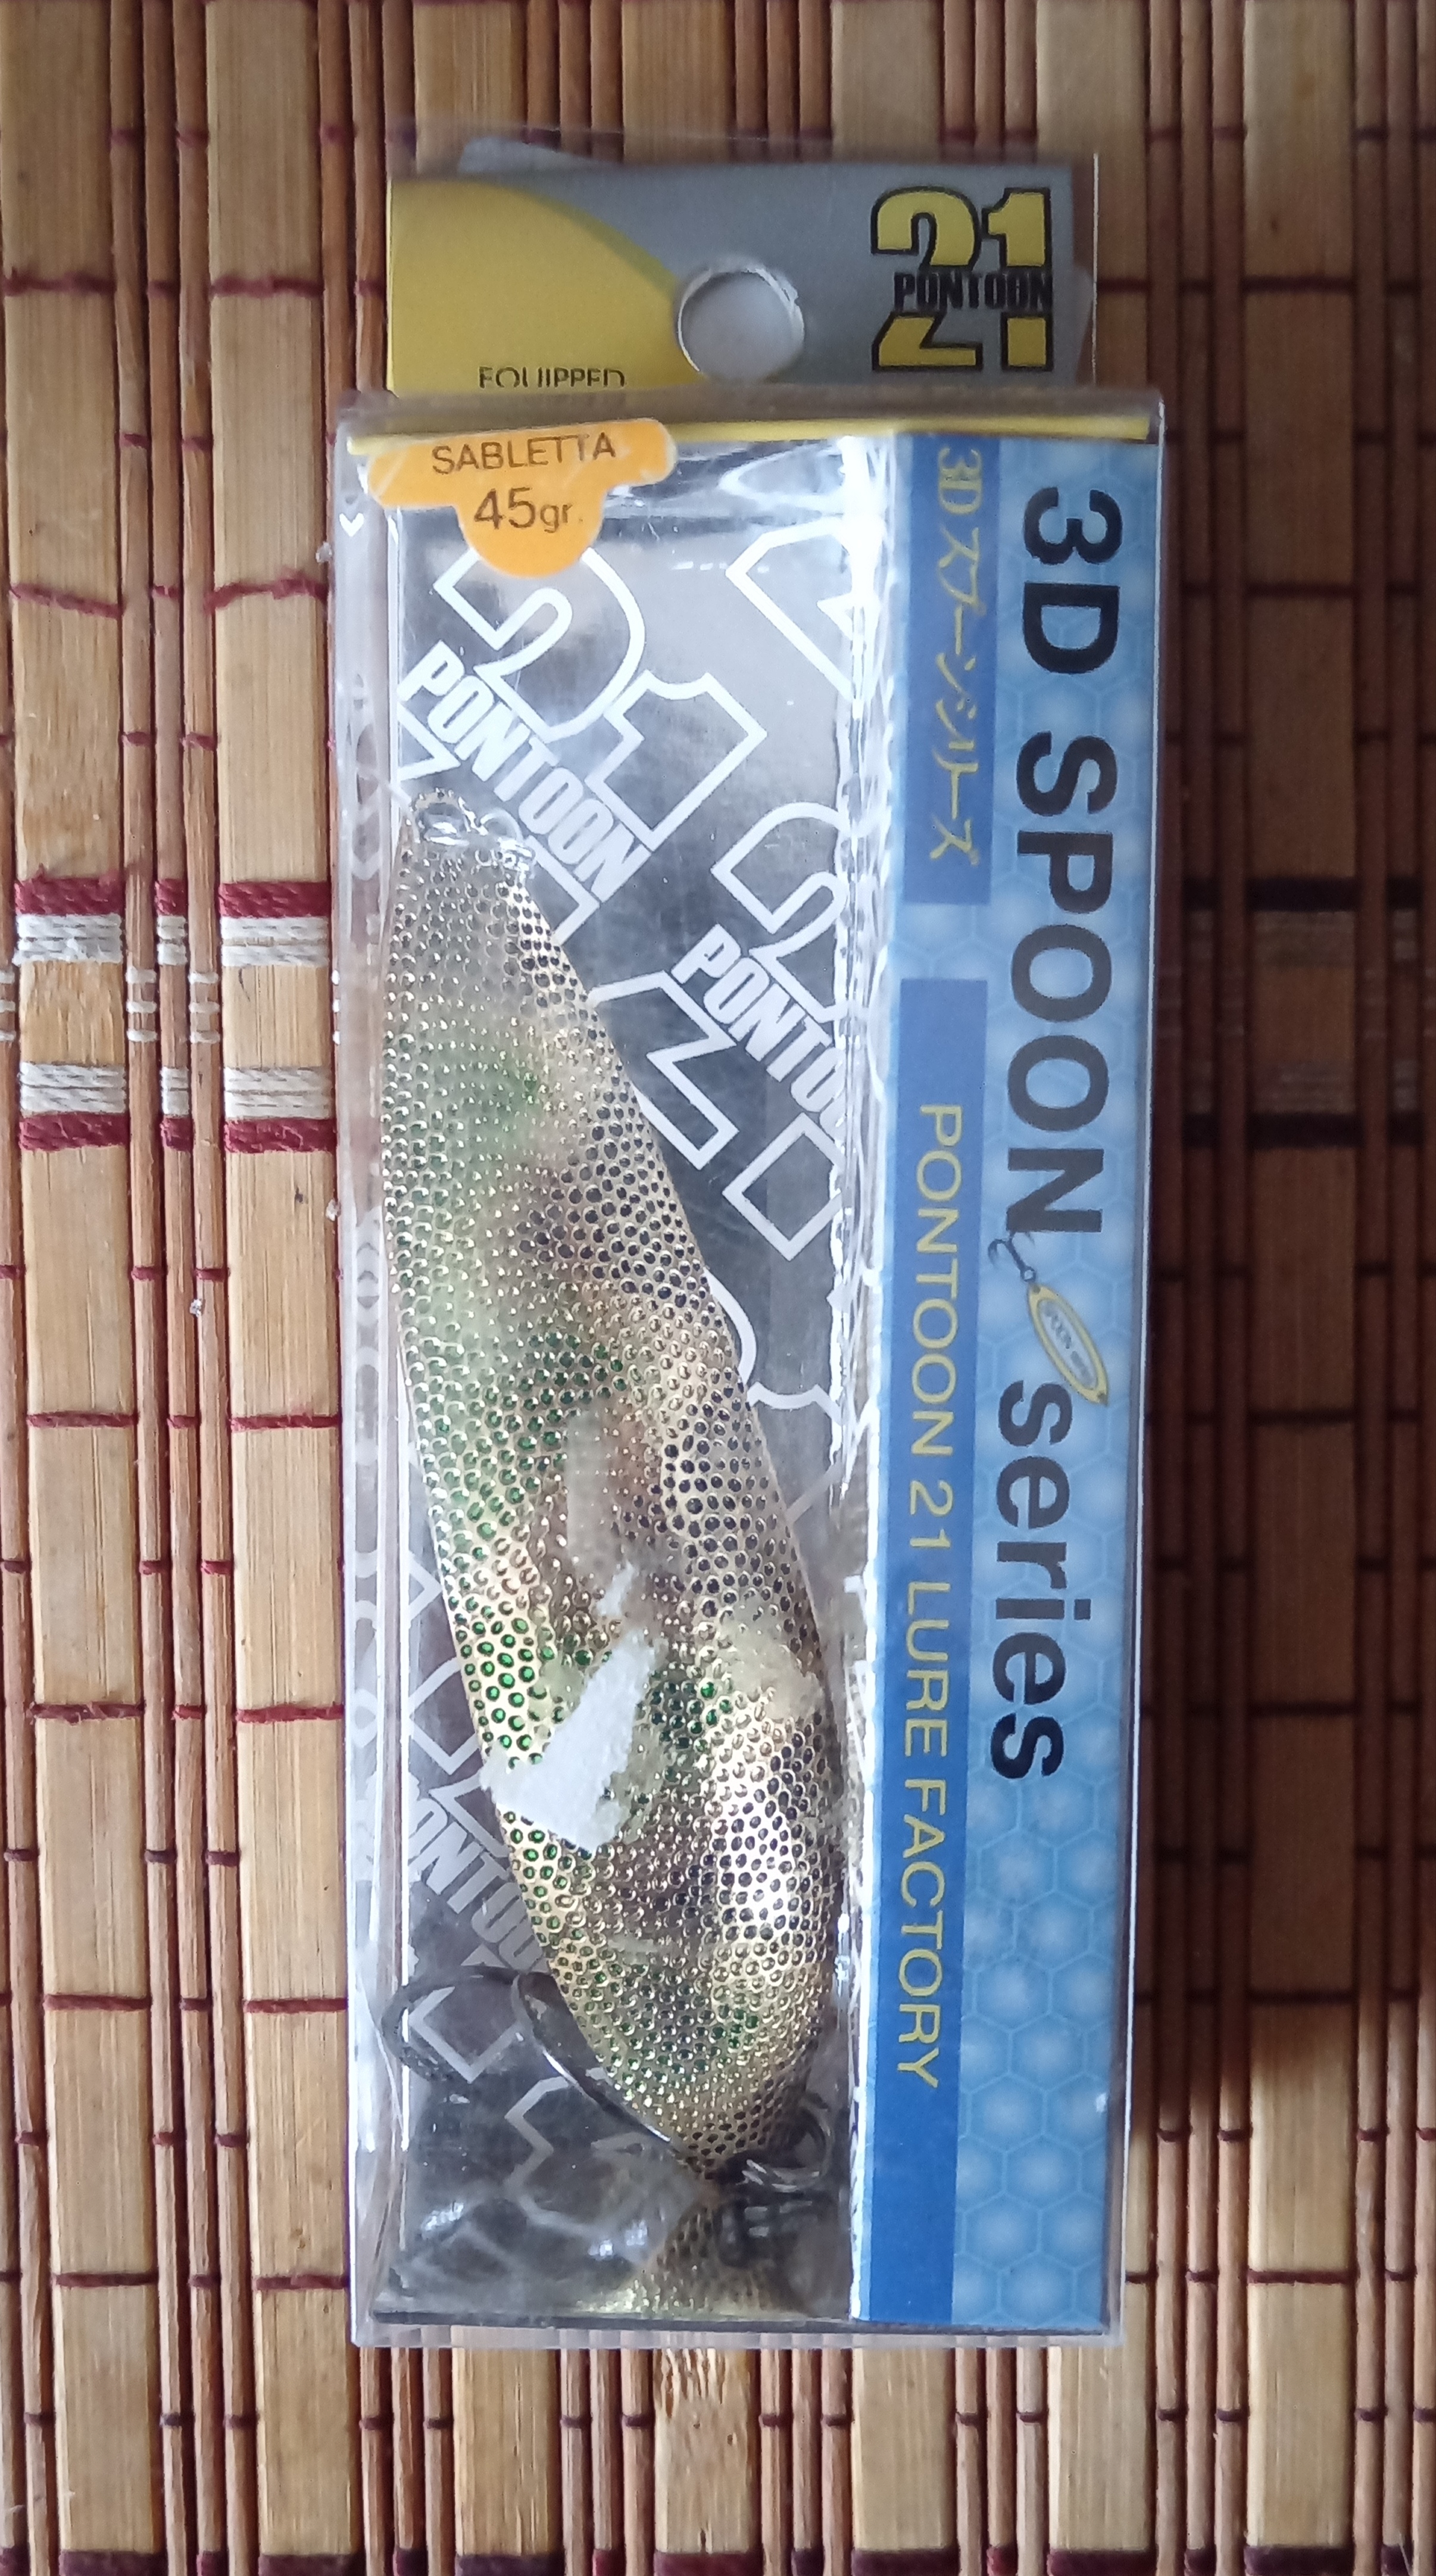 21
PONTOON
EQUIPPED
SABLETTA
45gr.
3D SPOON series
3Dスプーンシリーズ
PONTOON 21 LURE FACTORY
21
PONTOON
PONTOON